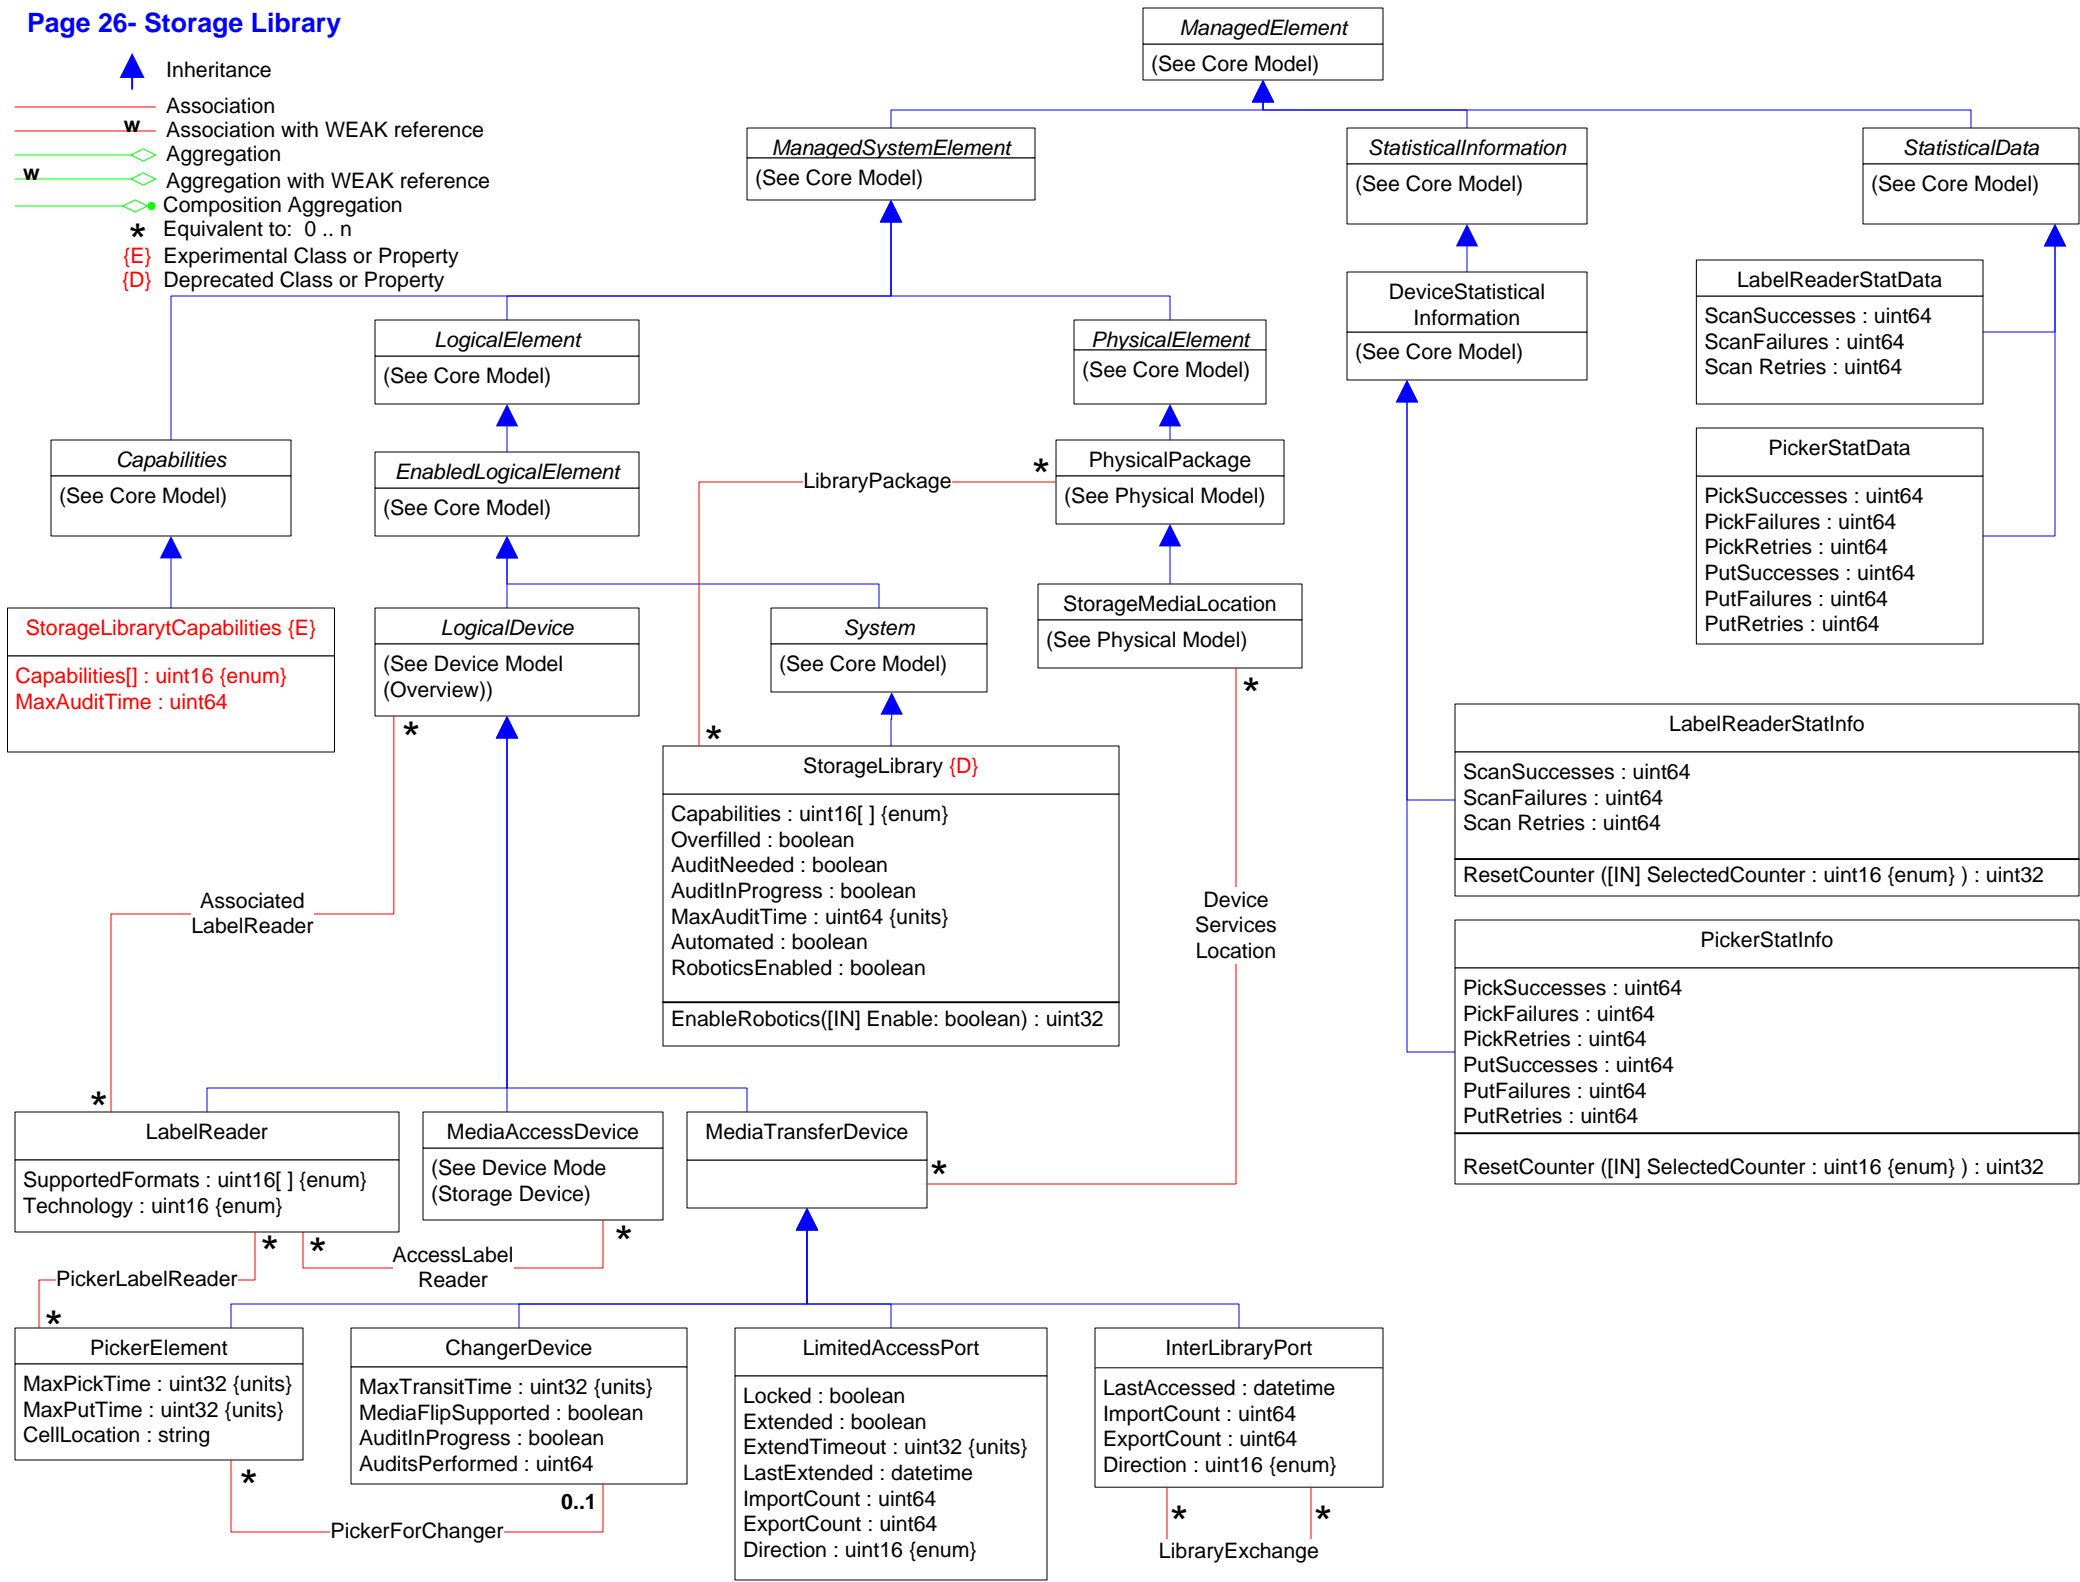 Page 26- Storage Library
Inheritance
Association
w
Association with WEAK reference
Aggregation
w
Aggregation with WEAK reference
Composition Aggregation
* Equivalent to: 0 .. n
{E} Experimental Class or Property
{D} Deprecated Class or Property
ManagedElement
(See Core Model)
ManagedSystemElement
(See Core Model)
StatisticalInformation
(See Core Model)
StatisticalData
(See Core Model)
LogicalElement
(See Core Model)
PhysicalElement
(See Core Model)
DeviceStatistical
Information
(See Core Model)
LabelReaderStatData
ScanSuccesses : uint64
ScanFailures : uint64
Scan Retries : uint64
Capabilities
(See Core Model)
EnabledLogicalElement
(See Core Model)
LibraryPackage
*
PhysicalPackage
(See Physical Model)
PickerStatData
PickSuccesses : uint64
PickFailures : uint64
PickRetries : uint64
PutSuccesses : uint64
PutFailures : uint64
PutRetries : uint64
StorageLibrarytCapabilities {E}
Capabilities[] : uint16 {enum}
MaxAuditTime : uint64
LogicalDevice
(See Device Model
(Overview))
*
System
(See Core Model)
StorageMediaLocation
(See Physical Model)
*
*
StorageLibrary {D}
Capabilities : uint16[ ] {enum}
Overfilled : boolean
AuditNeeded : boolean
AuditInProgress : boolean
MaxAuditTime : uint64 {units}
Automated : boolean
RoboticsEnabled : boolean
EnableRobotics([IN] Enable: boolean) : uint32
LabelReaderStatInfo
ScanSuccesses : uint64
ScanFailures : uint64
Scan Retries : uint64
ResetCounter ([IN] SelectedCounter : uint16 {enum} ) : uint32
Associated
LabelReader
Device
Services
Location
PickerStatInfo
PickSuccesses : uint64
PickFailures : uint64
PickRetries : uint64
PutSuccesses : uint64
PutFailures : uint64
PutRetries : uint64
ResetCounter ([IN] SelectedCounter : uint16 {enum} ) : uint32
*
LabelReader
SupportedFormats : uint16[ ] {enum}
Technology : uint16 {enum}
MediaAccessDevice
(See Device Mode
(Storage Device)
MediaTransferDevice
*
*
*
*
AccessLabel
Reader
PickerLabelReader
*
PickerElement
MaxPickTime : uint32 {units}
MaxPutTime : uint32 {units}
CellLocation : string
ChangerDevice
MaxTransitTime : uint32 {units}
MediaFlipSupported : boolean
AuditInProgress : boolean
AuditsPerformed : uint64
LimitedAccessPort
Locked : boolean
Extended : boolean
ExtendTimeout : uint32 {units}
LastExtended : datetime
ImportCount : uint64
ExportCount : uint64
Direction : uint16 {enum}
InterLibraryPort
LastAccessed : datetime
ImportCount : uint64
ExportCount : uint64
Direction : uint16 {enum}
*
0..1
PickerForChanger
*
*
LibraryExchange